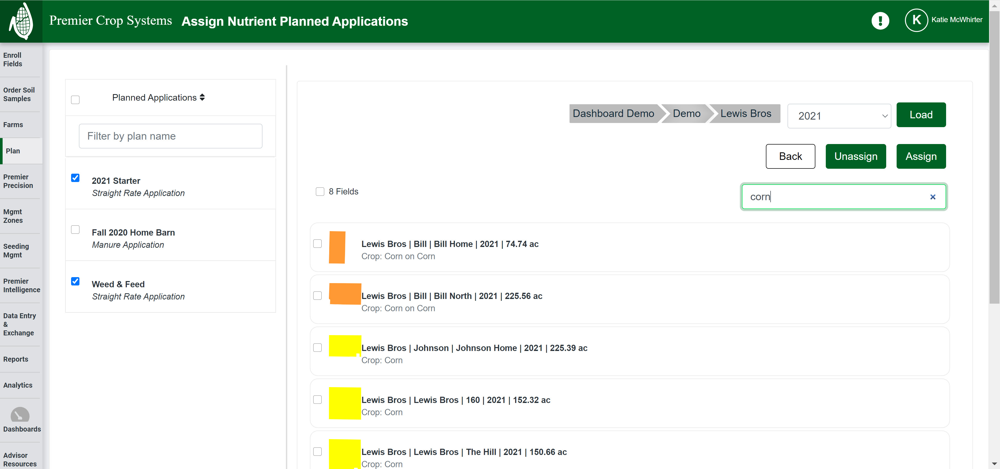 Premier Crop Systems Assign Nutrient Planned Applications
K Katie McWhirter
Enroll
Fields
Order Soil
Samples
Farms
Plan
Premier
Precision
Mgmt
Zones
Seeding
Mgmt
Premier
Intelligence
Data Entry
&
Exchange
Reports
Analytics
Dashboards
Advisor
Resources
Planned Applications
Filter by plan name
2021 Starter
Straight Rate Application
Fall 2020 Home Barn
Manure Application
Weed & Feed
Straight Rate Application
Dashboard Demo Demo Lewis Bros 2021 Load
Back Unassign Assign
8 Fields
corn
Lewis Bros | Bill | Bill Home | 2021 | 74.74 ac
Crop: Corn on Corn
Lewis Bros | Bill | Bill North | 2021 | 225.56 ac
Crop: Corn on Corn
Lewis Bros | Johnson | Johnson Home | 2021 | 225.39 ac
Crop: Corn
Lewis Bros | Lewis Bros | 160 | 2021 | 152.32 ac
Crop: Corn
Lewis Bros | Lewis Bros | The Hill | 2021 | 150.66 ac
Crop: Corn